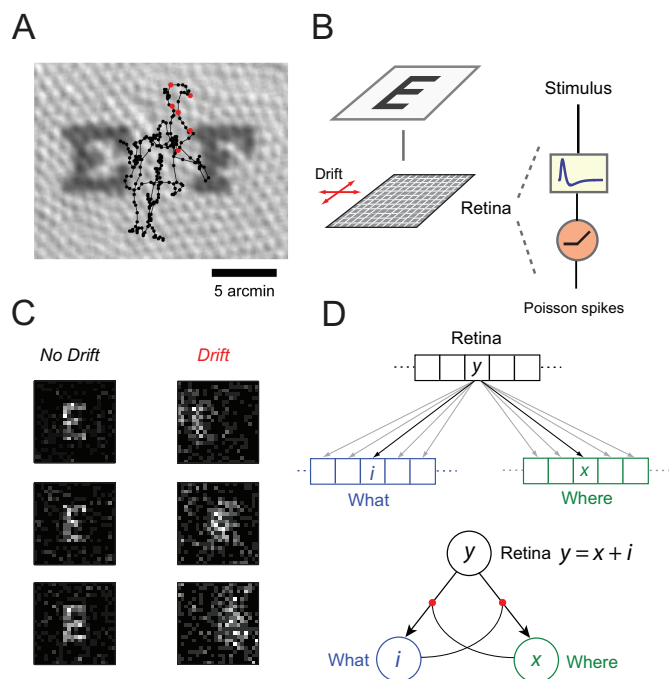 A
E F
5 arcmin
B
E
Drift
Retina
Stimulus
Poisson spikes
C
No Drift
Drift
E E
E E
E
D
Retina
y
i
x
What
Where
y
Retina y = x + i
What
i
x
Where